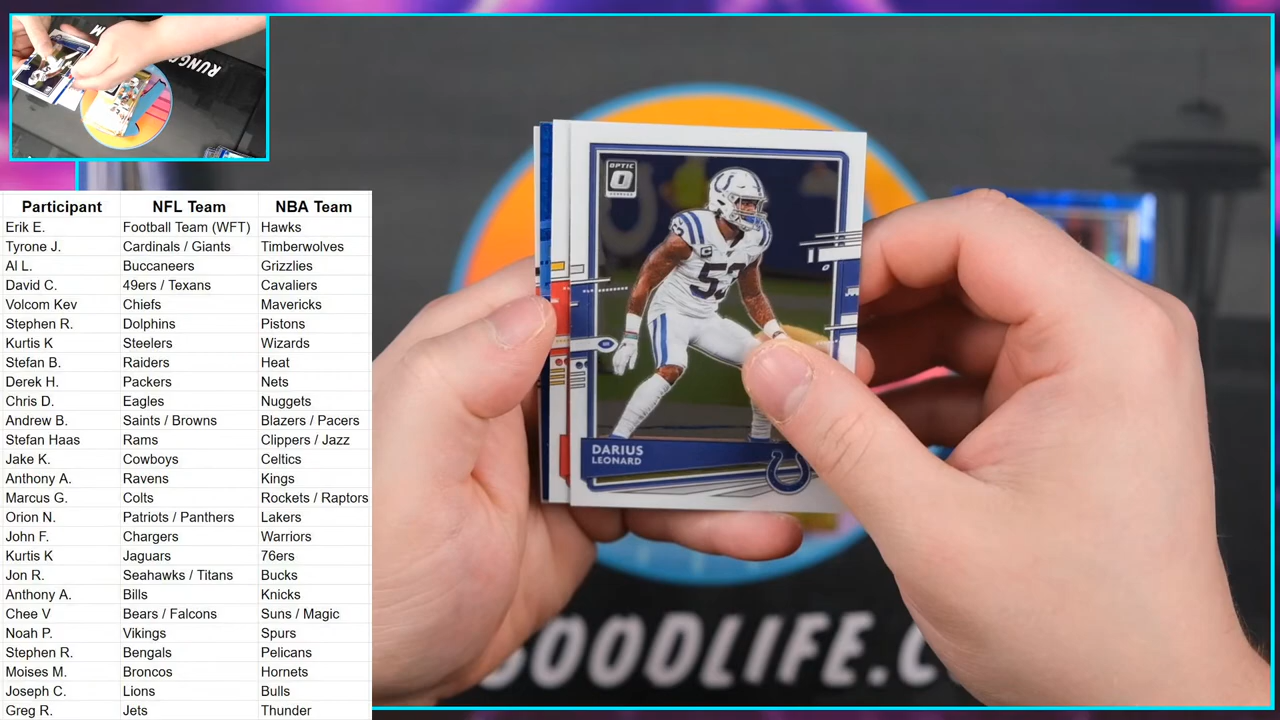 RUNGO
M
Participant NFL Team NBA Team
Erik E. Football Team (WFT) Hawks
Tyrone J. Cardinals / Giants Timberwolves
Al L. Buccaneers Grizzlies
David C. 49ers / Texans Cavaliers
Volcom Kev Chiefs Mavericks
Stephen R. Dolphins Pistons
Kurtis K Steelers Wizards
Stefan B. Raiders Heat
Derek H. Packers Nets
Chris D. Eagles Nuggets
Andrew B. Saints / Browns Blazers / Pacers
Stefan Haas Rams Clippers / Jazz
Jake K. Cowboys Celtics
Anthony A. Ravens Kings
Marcus G. Colts Rockets / Raptors
Orion N. Patriots / Panthers Lakers
John F. Chargers Warriors
Kurtis K Jaguars 76ers
Jon R. Seahawks / Titans Bucks
Anthony A. Bills Knicks
Chee V Bears / Falcons Suns / Magic
Noah P. Vikings Spurs
Stephen R. Bengals Pelicans
Moises M. Broncos Hornets
Joseph C. Lions Bulls
Greg R. Jets Thunder
OPTIC
O
53
C
DARIUS
LEONARD
GOODLIFE.C